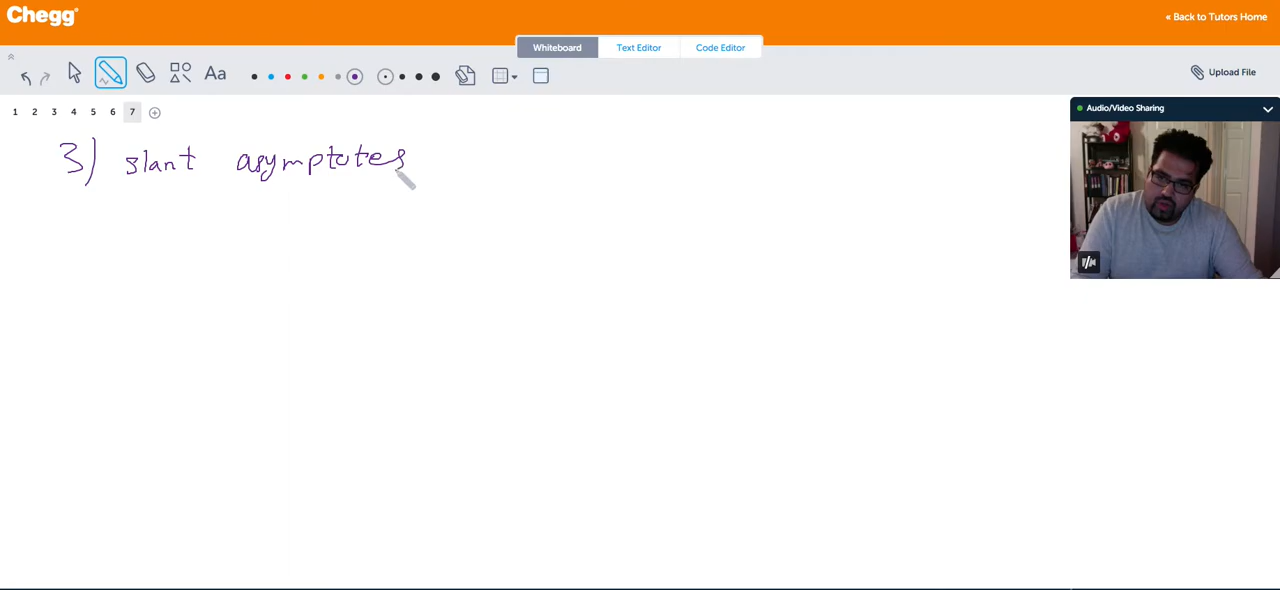 Chegg®
« Back to Tutors Home
Whiteboard Text Editor Code Editor
Aa
Upload File
1 2 3 4 5 6 7
Audio/Video Sharing
3) slant asymptotes